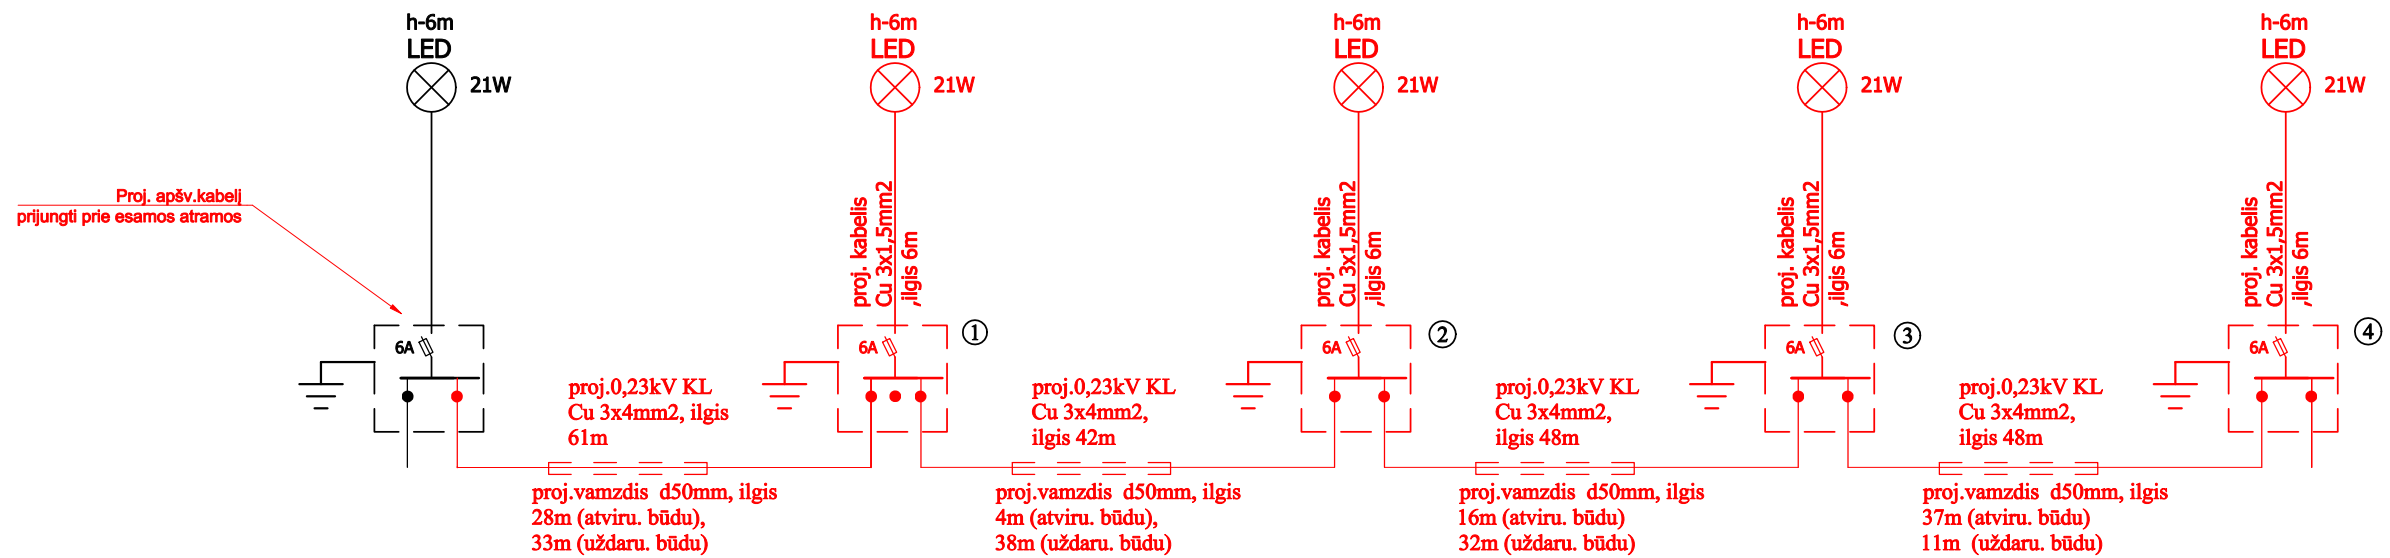 h-6m
LED
21W
h-6m
LED
21W
h-6m
LED
21W
h-6m
LED
21W
h-6m
LED
21W
Proj. apšv.kabelį
prijungti prie esamos atramos
proj. kabelis
Cu 3x1,5mm2
,ilgis 6m
proj. kabelis
Cu 3x1,5mm2
,ilgis 6m
proj. kabelis
Cu 3x1,5mm2
,ilgis 6m
proj. kabelis
Cu 3x1,5mm2
,ilgis 6m
6A
6A
1
6A
2
6A
3
6A
4
proj.0,23kV KL
Cu 3x4mm2, ilgis
61m
proj.0,23kV KL
Cu 3x4mm2,
ilgis 42m
proj.0,23kV KL
Cu 3x4mm2,
ilgis 48m
proj.0,23kV KL
Cu 3x4mm2,
ilgis 48m
proj.vamzdis d50mm, ilgis
28m (atviru. būdu),
33m (uždaru. būdu)
proj.vamzdis d50mm, ilgis
4m (atviru. būdu),
38m (uždaru. būdu)
proj.vamzdis d50mm, ilgis
16m (atviru. būdu)
32m (uždaru. būdu)
proj.vamzdis d50mm, ilgis
37m (atviru. būdu)
11m (uždaru. būdu)